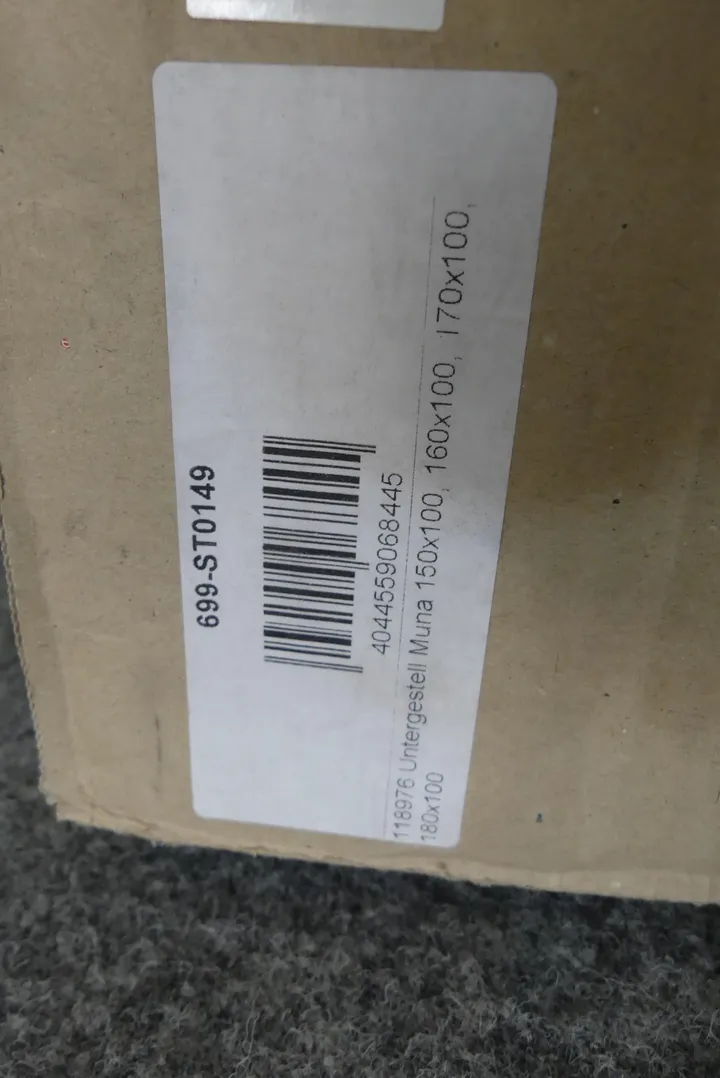 699-ST0149
4044559068445
118976 Untergestell Muna 150x100, 160x100, 170x100,
180x100